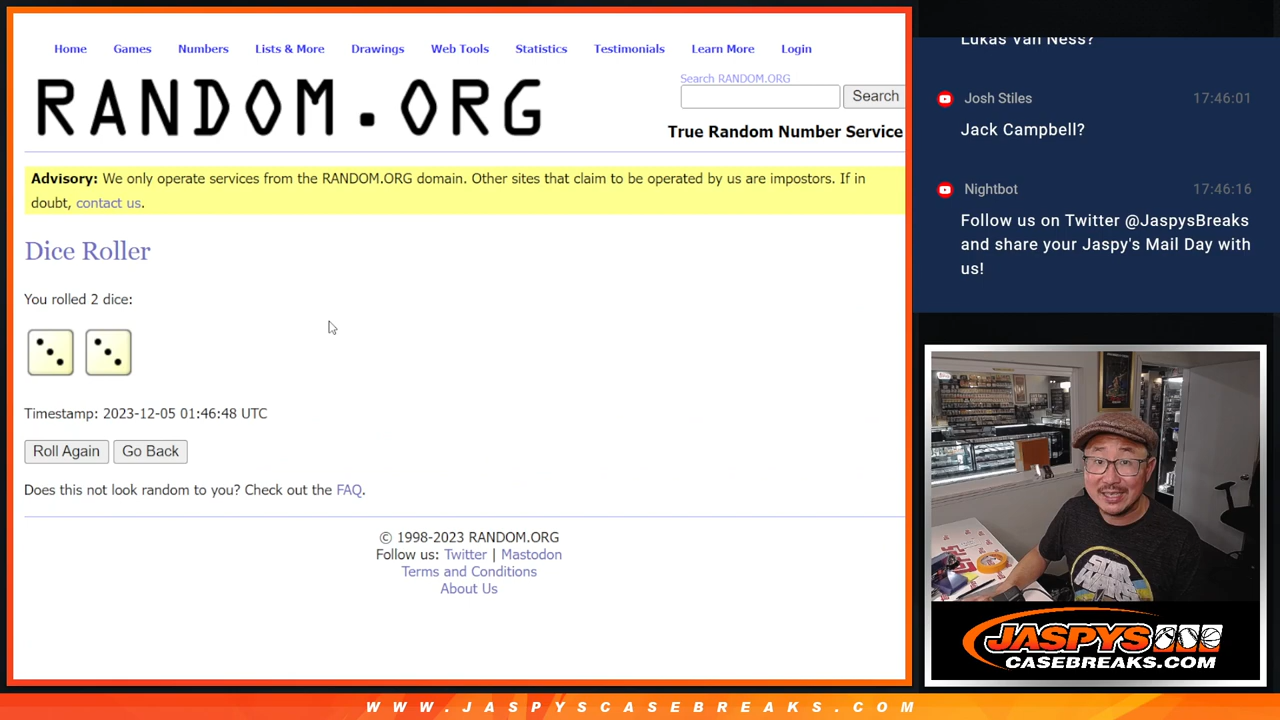 Home Games Numbers Lists & More Drawings Web Tools Statistics Testimonials Learn More Login
RANDOM.ORG
Search RANDOM.ORG
Search
True Random Number Service
Advisory: We only operate services from the RANDOM.ORG domain. Other sites that claim to be operated by us are impostors. If in
doubt, contact us.
Dice Roller
You rolled 2 dice:
Timestamp: 2023-12-05 01:46:48 UTC
Roll Again Go Back
Does this not look random to you? Check out the FAQ.
© 1998-2023 RANDOM.ORG
Follow us: Twitter | Mastodon
Terms and Conditions
About Us
Lukas Van Ness?
Josh Stiles 17:46:01
Jack Campbell?
Nightbot 17:46:16
Follow us on Twitter @JaspysBreaks
and share your Jaspy's Mail Day with
us!
STAR
WARS
JASPYS
CASEBREAKS.COM
WWW.JASPYSCASEBREAKS.COM